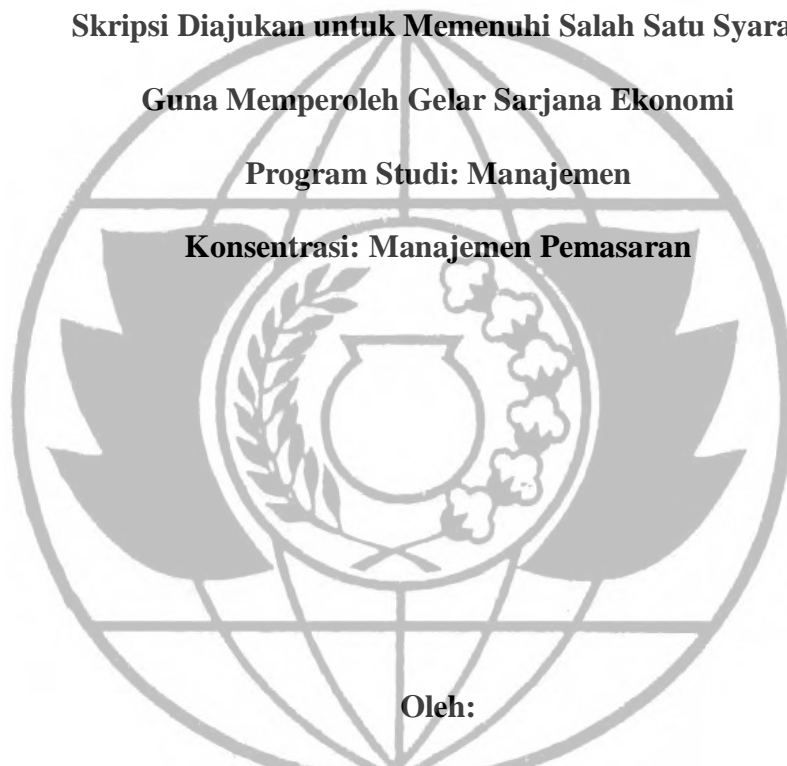 Skripsi Diajukan untuk Memenuhi Salah Satu Syara
Guna Memperoleh Gelar Sarjana Ekonomi
Program Studi: Manajemen
Konsentrasi: Manajemen Pemasaran
Oleh: